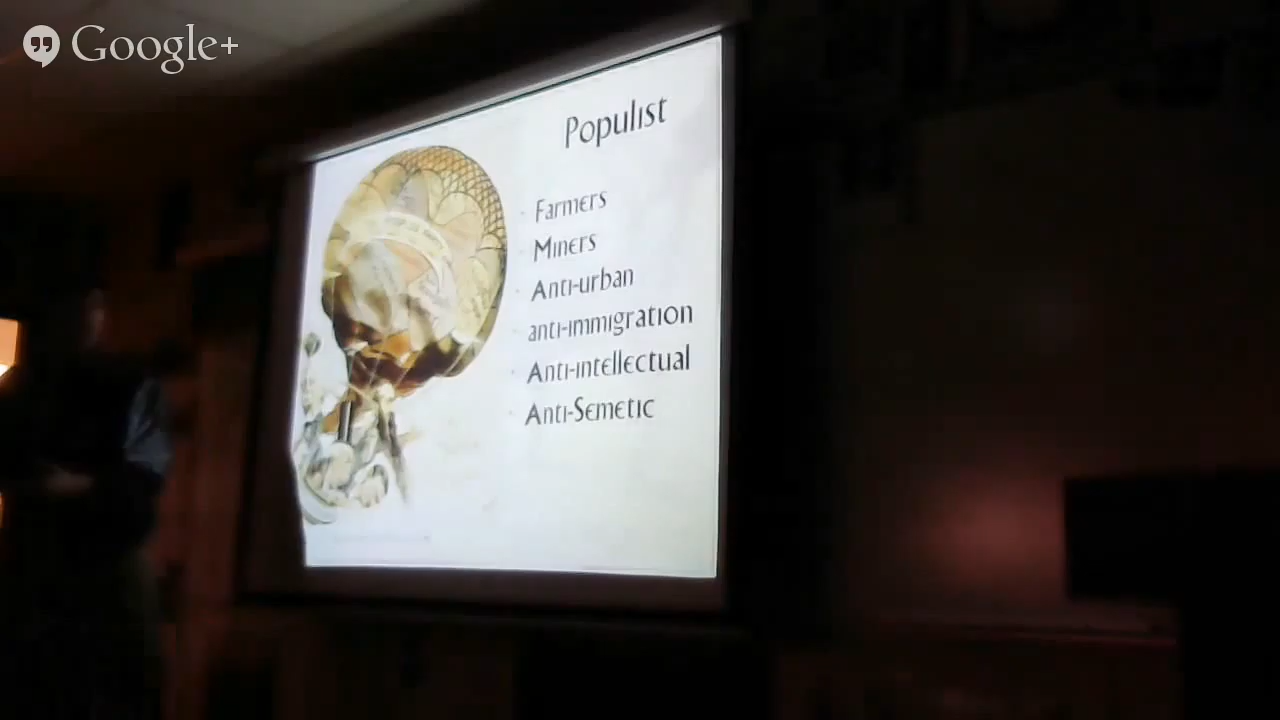 Google+
Populist
Farmers
Miners
Anti-urban
anti-immigration
Anti-intellectual
Anti-Semetic